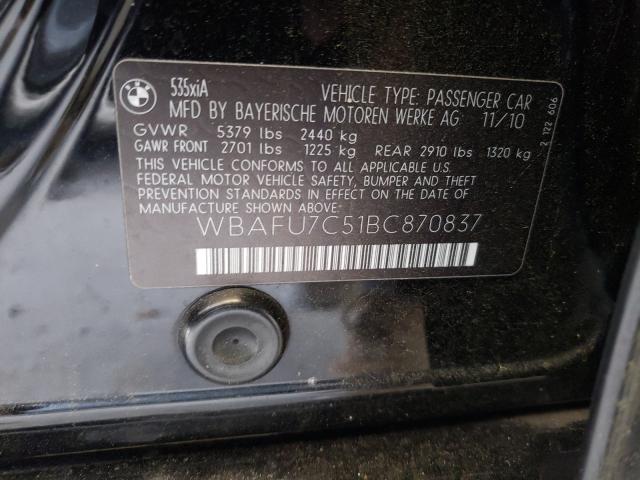 535xiA VEHICLE TYPE: PASSENGER CAR
MFD BY BAYERISCHE MOTOREN WERKE AG 11/10
GVWR 5379 lbs 2440 kg
GAWR FRONT 2701 lbs 1225 kg REAR 2910 lbs 1320 kg
THIS VEHICLE CONFORMS TO ALL APPLICABLE U.S.
FEDERAL MOTOR VEHICLE SAFETY, BUMPER AND THEFT
PREVENTION STANDARDS IN EFFECT ON THE DATE OF
MANUFACTURE SHOWN ABOVE.
WBAFU7C51BC870837
2 122 606